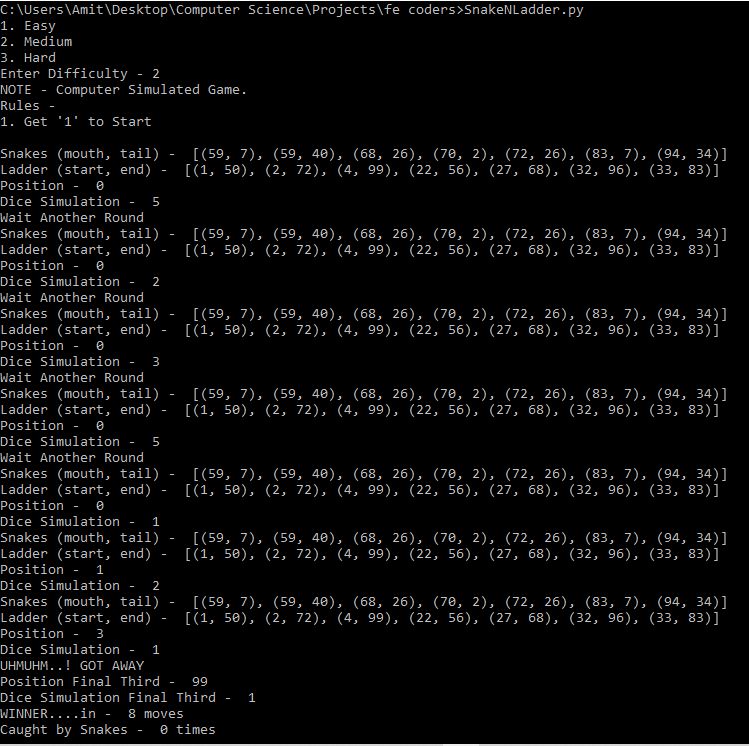 C:\Users\Amit\Desktop\Computer Science\Projects\fe coders>SnakeNLadder.py
1. Easy
2. Medium
3. Hard
Enter Difficulty - 2
NOTE - Computer Simulated Game.
Rules -
1. Get '1' to Start
Snakes (mouth, tail) -  [(59, 7), (59, 40), (68, 26), (70, 2), (72, 26), (83, 7), (94, 34)]
Ladder (start, end) -  [(1, 50), (2, 72), (4, 99), (22, 56), (27, 68), (32, 96), (33, 83)]
Position -  0
Dice Simulation -  5
Wait Another Round
Snakes (mouth, tail) -  [(59, 7), (59, 40), (68, 26), (70, 2), (72, 26), (83, 7), (94, 34)]
Ladder (start, end) -  [(1, 50), (2, 72), (4, 99), (22, 56), (27, 68), (32, 96), (33, 83)]
Position -  0
Dice Simulation -  2
Wait Another Round
Snakes (mouth, tail) -  [(59, 7), (59, 40), (68, 26), (70, 2), (72, 26), (83, 7), (94, 34)]
Ladder (start, end) -  [(1, 50), (2, 72), (4, 99), (22, 56), (27, 68), (32, 96), (33, 83)]
Position -  0
Dice Simulation -  3
Wait Another Round
Snakes (mouth, tail) -  [(59, 7), (59, 40), (68, 26), (70, 2), (72, 26), (83, 7), (94, 34)]
Ladder (start, end) -  [(1, 50), (2, 72), (4, 99), (22, 56), (27, 68), (32, 96), (33, 83)]
Position -  0
Dice Simulation -  5
Wait Another Round
Snakes (mouth, tail) -  [(59, 7), (59, 40), (68, 26), (70, 2), (72, 26), (83, 7), (94, 34)]
Ladder (start, end) -  [(1, 50), (2, 72), (4, 99), (22, 56), (27, 68), (32, 96), (33, 83)]
Position -  0
Dice Simulation -  1
Snakes (mouth, tail) -  [(59, 7), (59, 40), (68, 26), (70, 2), (72, 26), (83, 7), (94, 34)]
Ladder (start, end) -  [(1, 50), (2, 72), (4, 99), (22, 56), (27, 68), (32, 96), (33, 83)]
Position -  1
Dice Simulation -  2
Snakes (mouth, tail) -  [(59, 7), (59, 40), (68, 26), (70, 2), (72, 26), (83, 7), (94, 34)]
Ladder (start, end) -  [(1, 50), (2, 72), (4, 99), (22, 56), (27, 68), (32, 96), (33, 83)]
Position -  3
Dice Simulation -  1
UHMUHM..! GOT AWAY
Position Final Third -  99
Dice Simulation Final Third -  1
WINNER....in -  8 moves
Caught by Snakes -  0 times